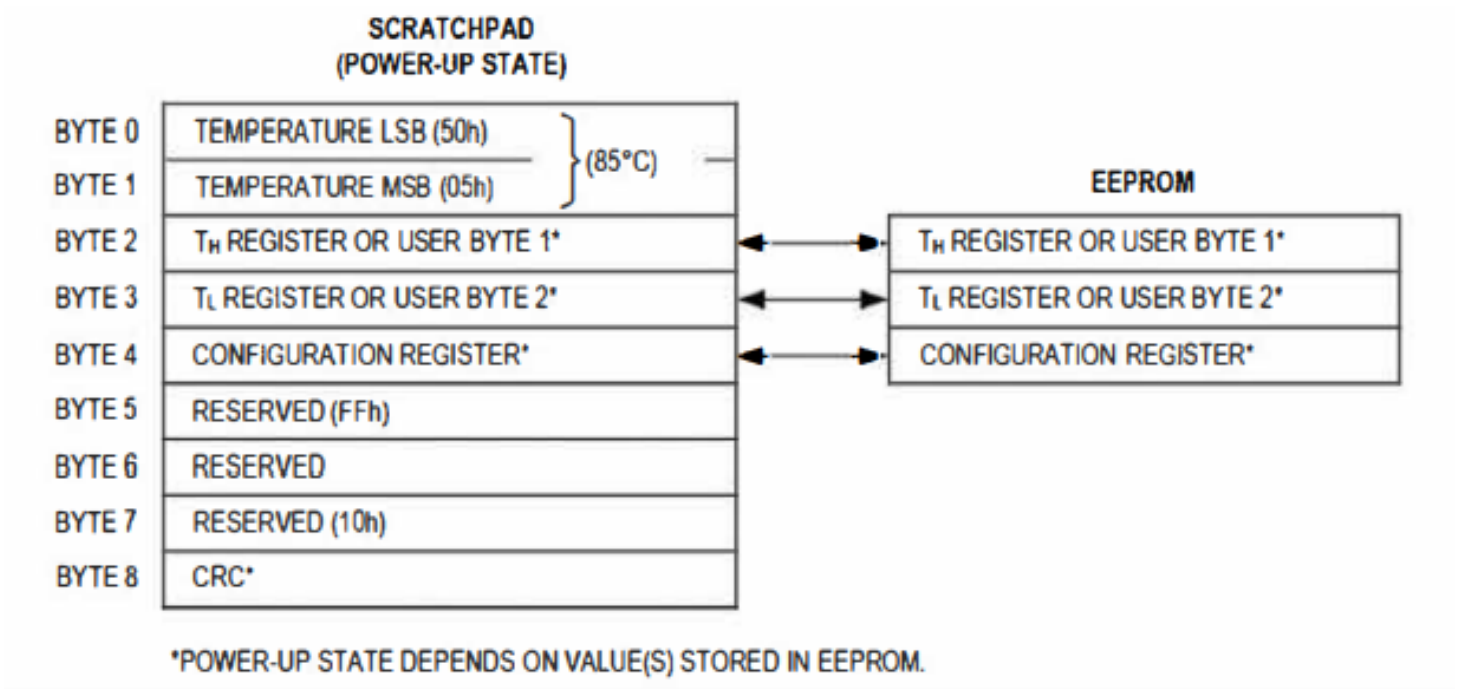 SCRATCHPAD
(POWER-UP STATE)
BYTE 0 TEMPERATURE LSB (50h)
(85°C)
BYTE 1 TEMPERATURE MSB (05h)
EEPROM
BYTE 2 TH REGISTER OR USER BYTE 1* TH REGISTER OR USER BYTE 1*
BYTE 3 TL REGISTER OR USER BYTE 2* TL REGISTER OR USER BYTE 2*
BYTE 4 CONFIGURATION REGISTER* CONFIGURATION REGISTER*
BYTE 5 RESERVED (FFh)
BYTE 6 RESERVED
BYTE 7 RESERVED (10h)
BYTE 8 CRC*
*POWER-UP STATE DEPENDS ON VALUE(S) STORED IN EEPROM.